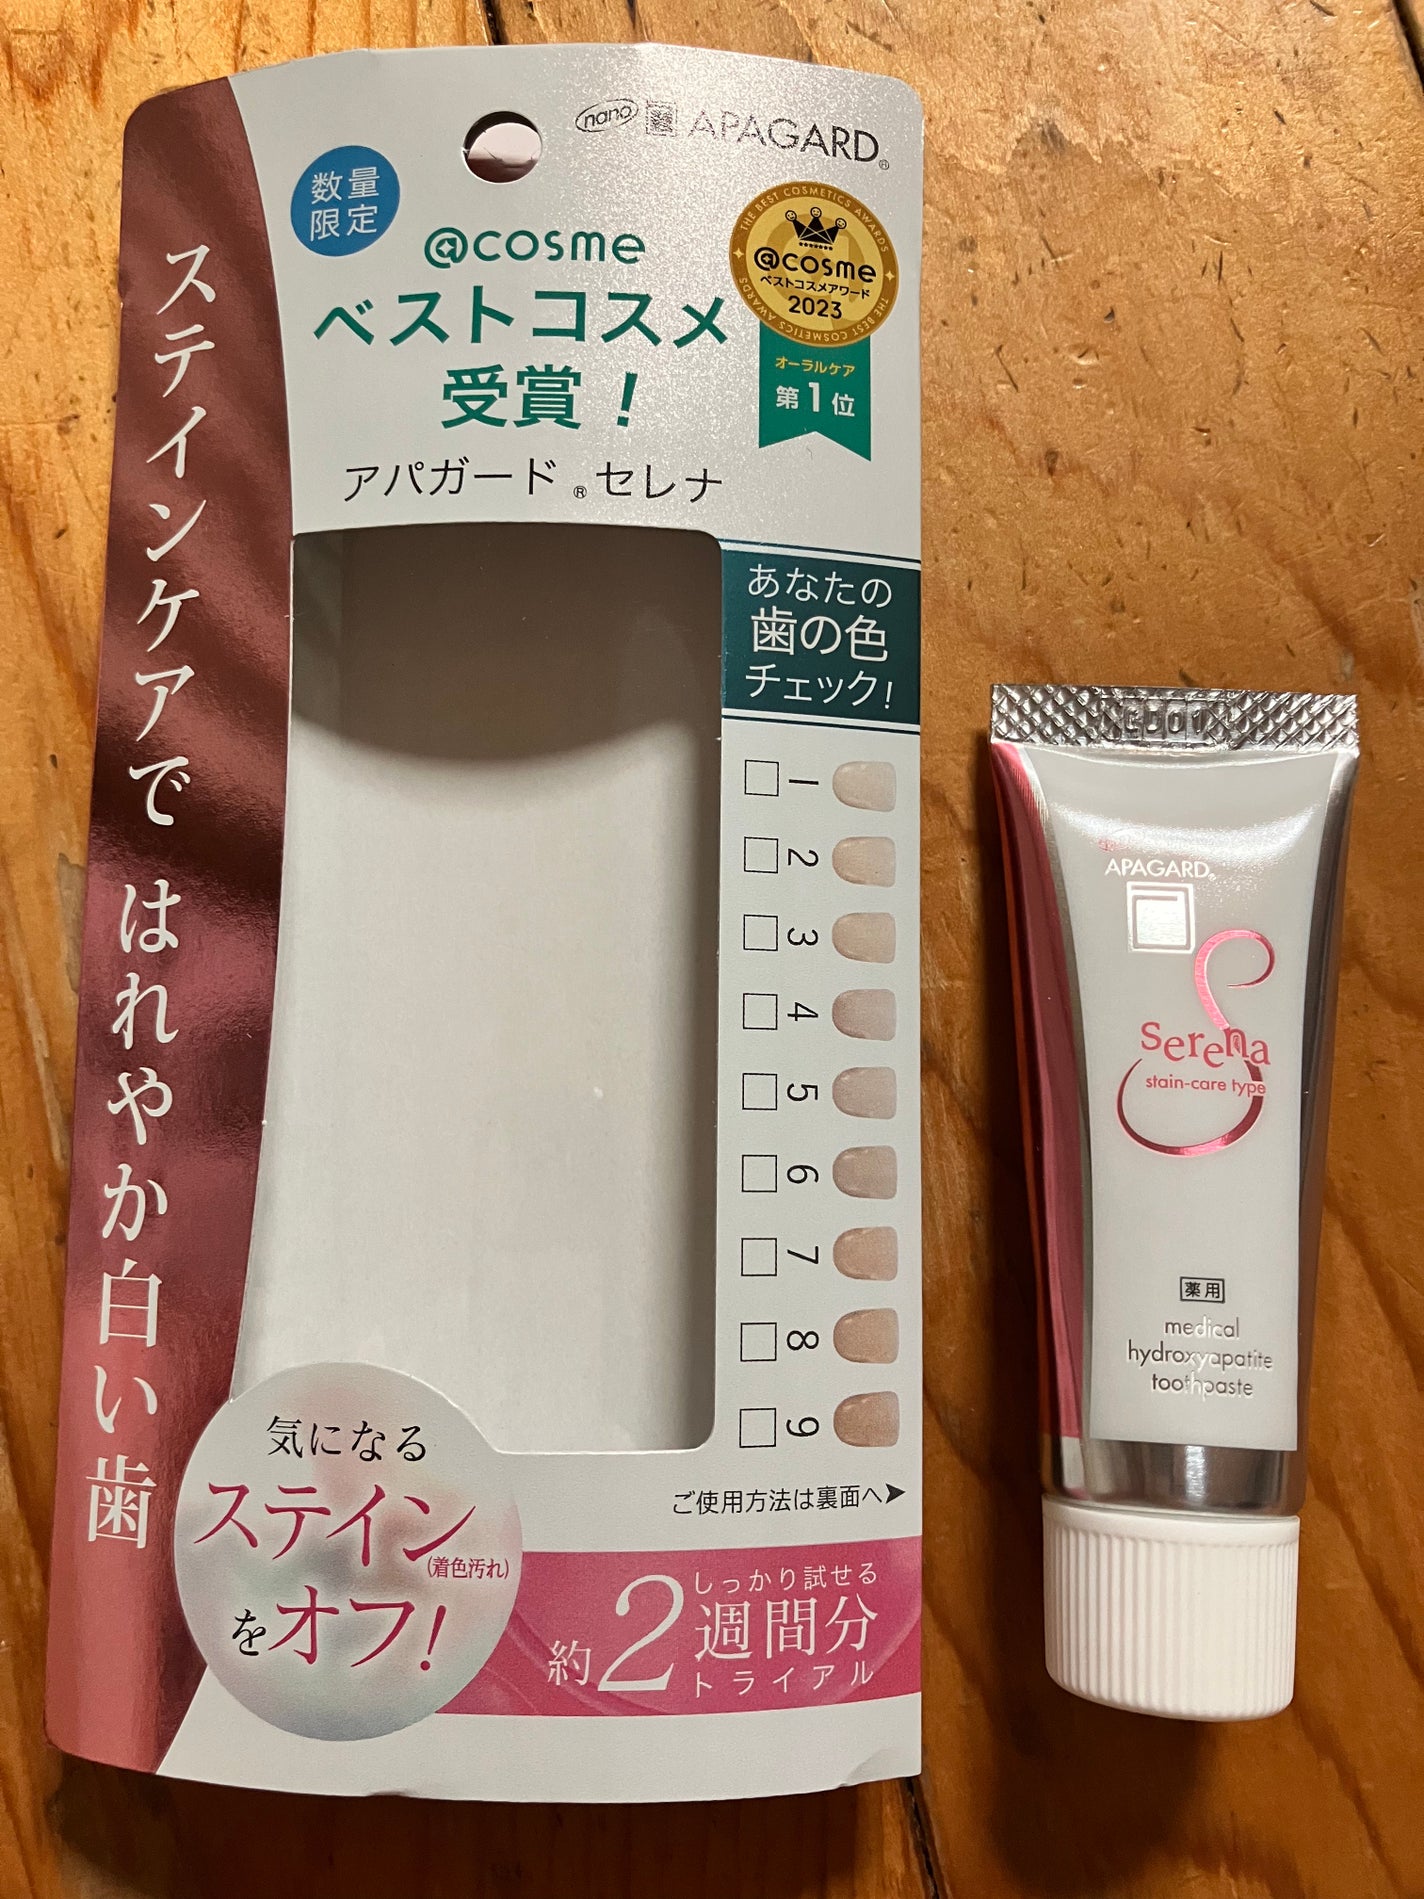 nano APAGARD®
数量
限定
@cosme
ベストコスメ
受賞！
アパガード®セレナ
THE BEST COSMETICS AWARDS
@cosme
ベストコスメアワード
2023
THE BEST COSMETICS AWARDS
オーラルケア
第1位
ステインケアで はれやか白い歯
あなたの
歯の色
チェック！
1
2
3
4
5
6
7
8
9
ご使用方法は裏面へ➤
気になる
ステイン
(着色汚れ)
をオフ！
しっかり試せる
約2週間分
トライアル
APAGARD®
Serena
stain-care type
薬用
medical
hydroxyapatite
toothpaste